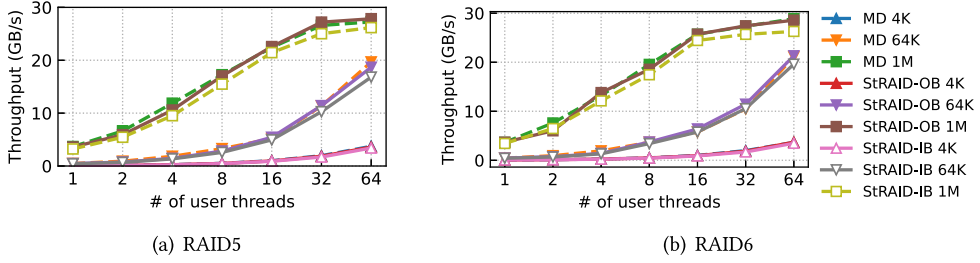 Throughput (GB/s)
30
20
10
0
1 2 4 8 16 32 64
# of user threads
(a) RAID5
Throughput (GB/s)
30
20
10
0
1 2 4 8 16 32 64
# of user threads
(b) RAID6
MD 4K
MD 64K
MD 1M
StRAID-OB 4K
StRAID-OB 64K
StRAID-OB 1M
StRAID-IB 4K
StRAID-IB 64K
StRAID-IB 1M